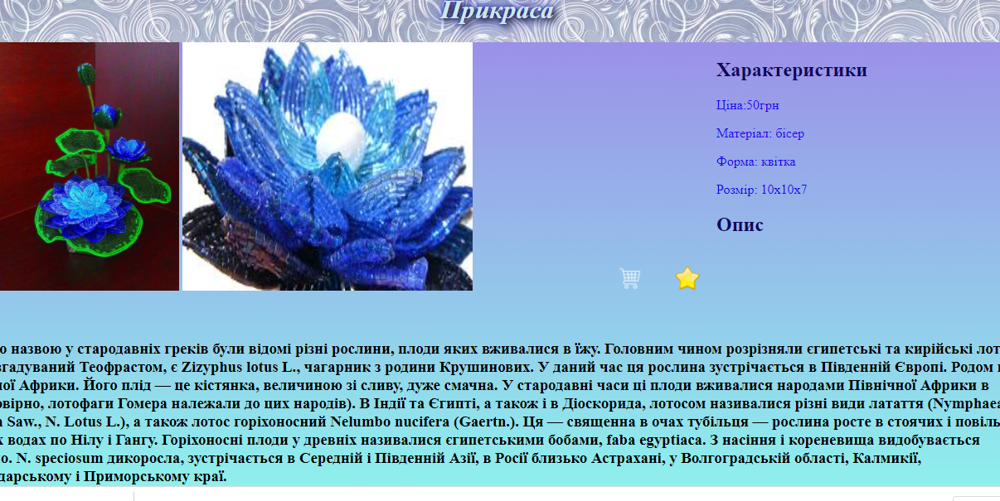 Прикраса
Характеристики
Ціна:50грн
Матеріал: бісер
Форма: квітка
Розмір: 10х10х7
Опис
назвою у стародавніх греків були відомі різні рослини, плоди яких вживалися в їжу. Головним чином розрізняли єгипетські та кирійські
згадуваний Теофрастом, є Zizyphus lotus L., чагарник з родини Крушинових. У даний час ця рослина зустрічається в Південній Європі. Родом
Африки. Його плід — це кістянка, величиною зі сливу, дуже смачна. У стародавні часи ці плоди вживалися народами Північної Африки в
лотофаги Гомера належали до цих народів). В Індії та Єгипті, а також і в Діоскорида, лотосом називалися різні види латаття (Nymphaea
Saw., N. Lotus L.), а також лотос горіхоносний Nelumbo nucifera (Gaertn.). Ця — священна в очах тубільця — рослина росте в стоячих і
водах по Нілу і Гангу. Горіхоносні плоди у древніх називалися єгипетськими бобами, faba egyptiaca. З насіння і кореневища видобувається
N. speciosum дикоросла, зустрічається в Середній і Південній Азії, в Росії близько Астрахані, у Волгоградській області, Калмикії,
і Приморському краї.